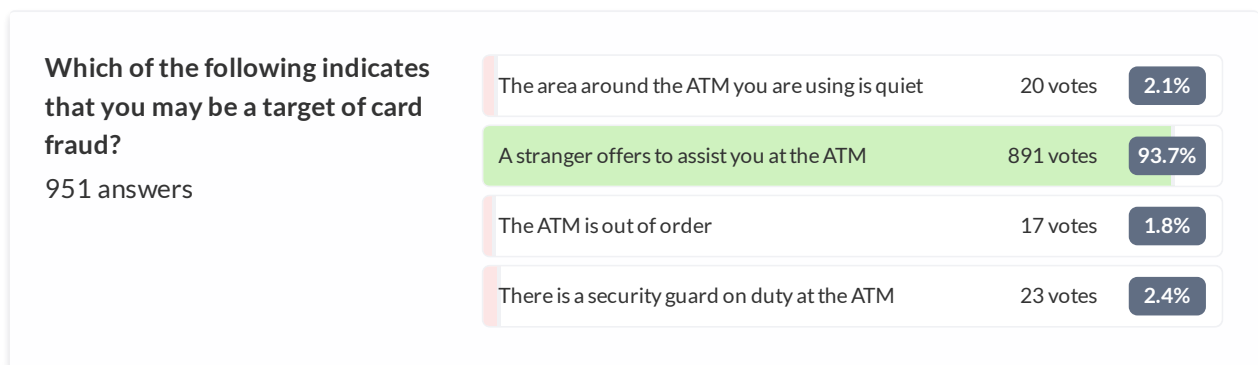 Which of the following indicates
that you may be a target of card
fraud?
951 answers
The area around the ATM you are using is quiet 20 votes 2.1%
A stranger offers to assist you at the ATM 891 votes 93.7%
The ATM is out of order 17 votes 1.8%
There is a security guard on duty at the ATM 23 votes 2.4%